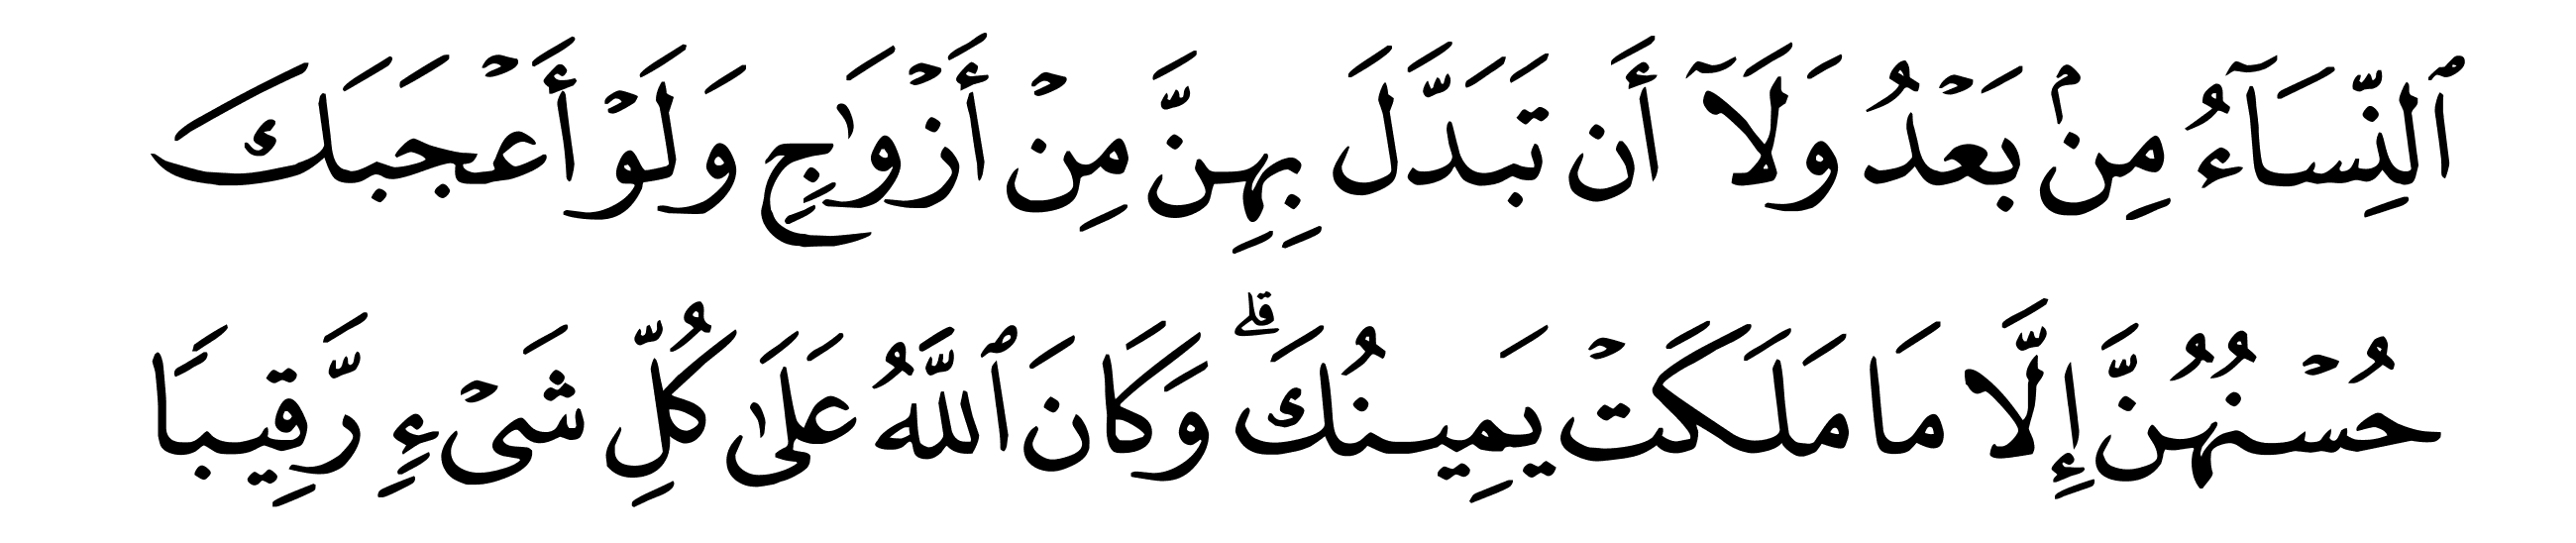 ٱلنِّسَآءُ مِنۢ بَعۡدُ وَلَآ أَن تَبَدَّلَ بِهِنَّ مِنۡ أَزۡوَٰجٖ وَلَوۡ أَعۡجَبَكَ
حُسۡنُهُنَّ إِلَّا مَا مَلَكَتۡ يَمِينُكَۗ وَكَانَ ٱللَّهُ عَلَىٰ كُلِّ شَيۡءٖ رَّقِيبٗا